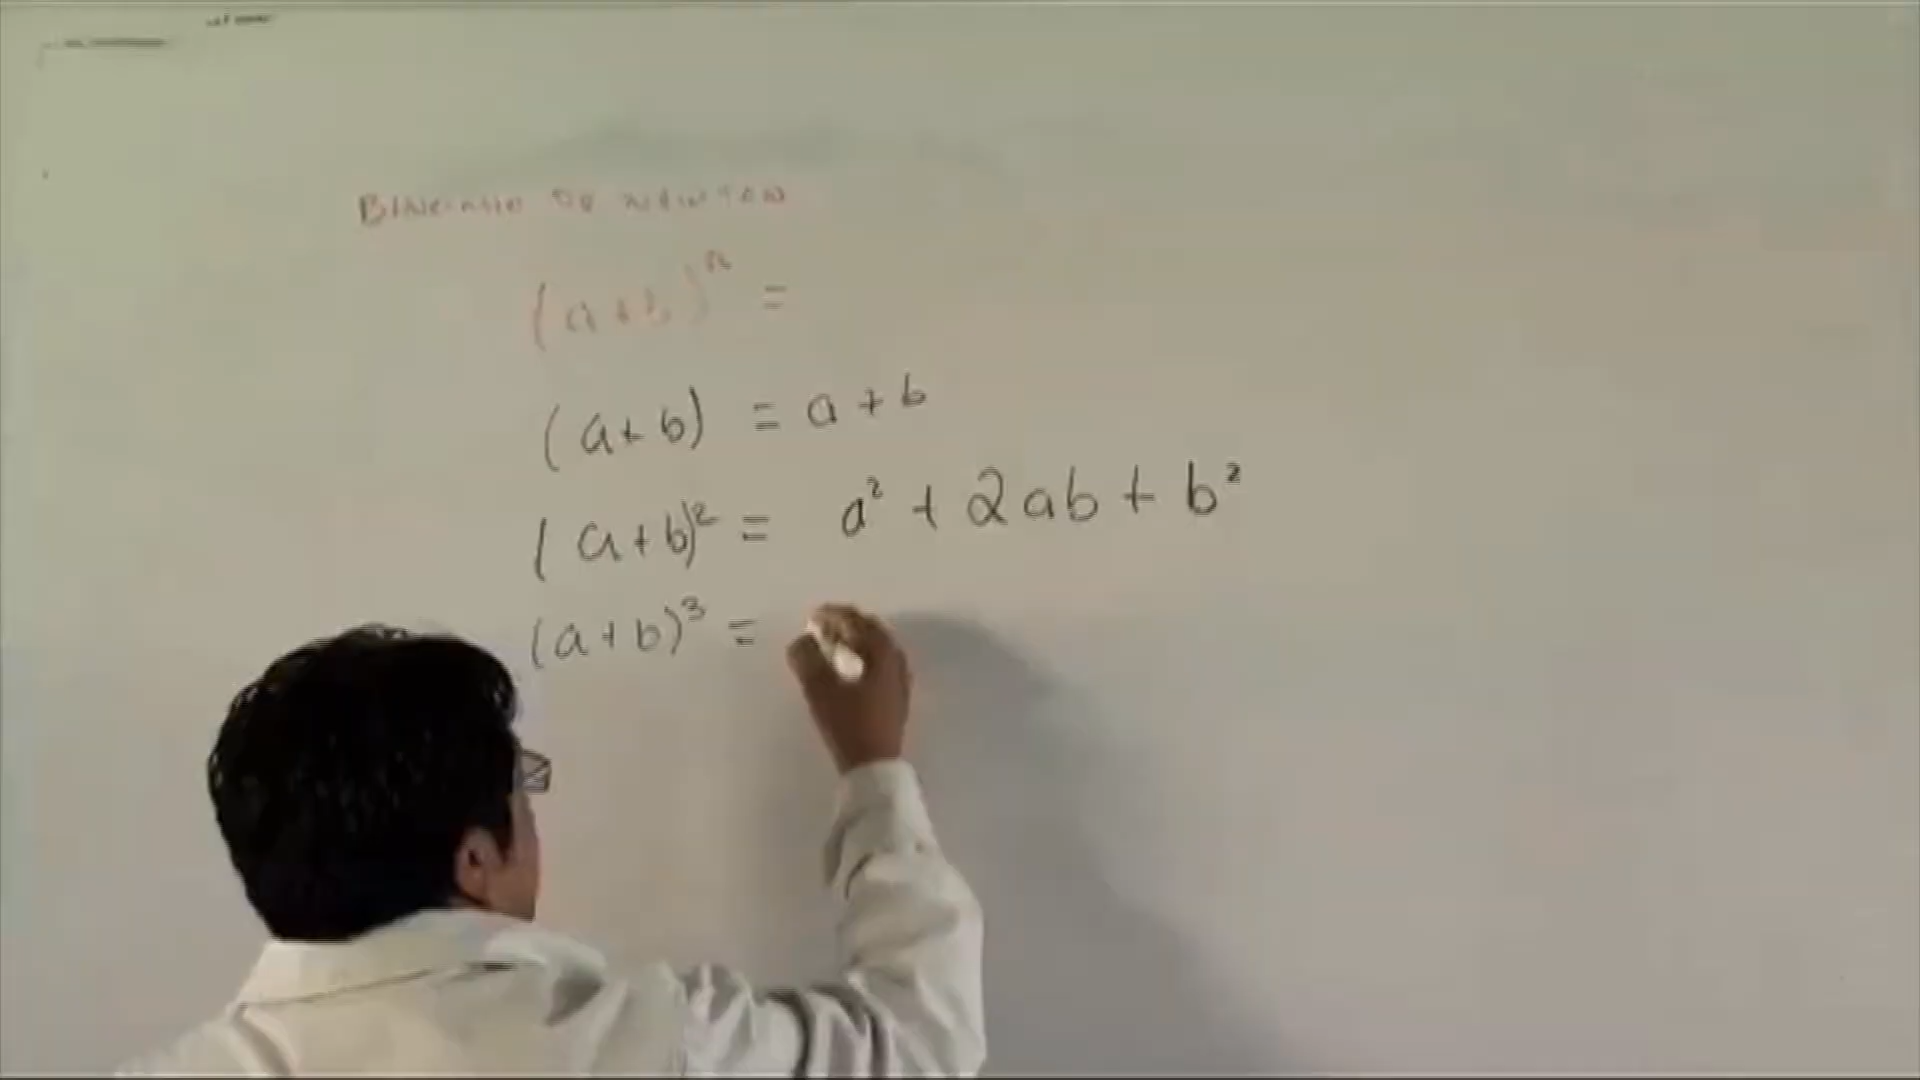 BINOMIO DE NEWTON
(a+b)ⁿ =
(a+b) = a+b
(a+b)² = a² + 2ab + b²
(a+b)³ =